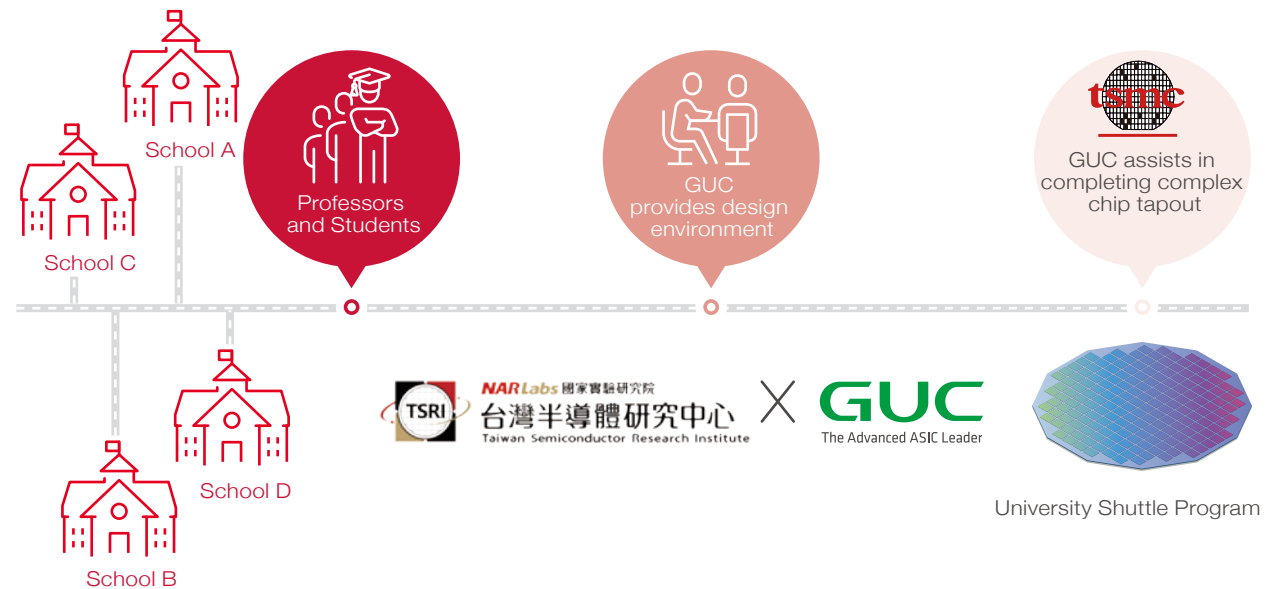 School A
School C
Professors
and Students
GUC
provides design
environment
tsmc
GUC assists in
completing complex
chip tapout
School D
School B
TSRI
NARLabs 國家實驗研究院
台灣半導體研究中心
Taiwan Semiconductor Research Institute
GUC
The Advanced ASIC Leader
University Shuttle Program